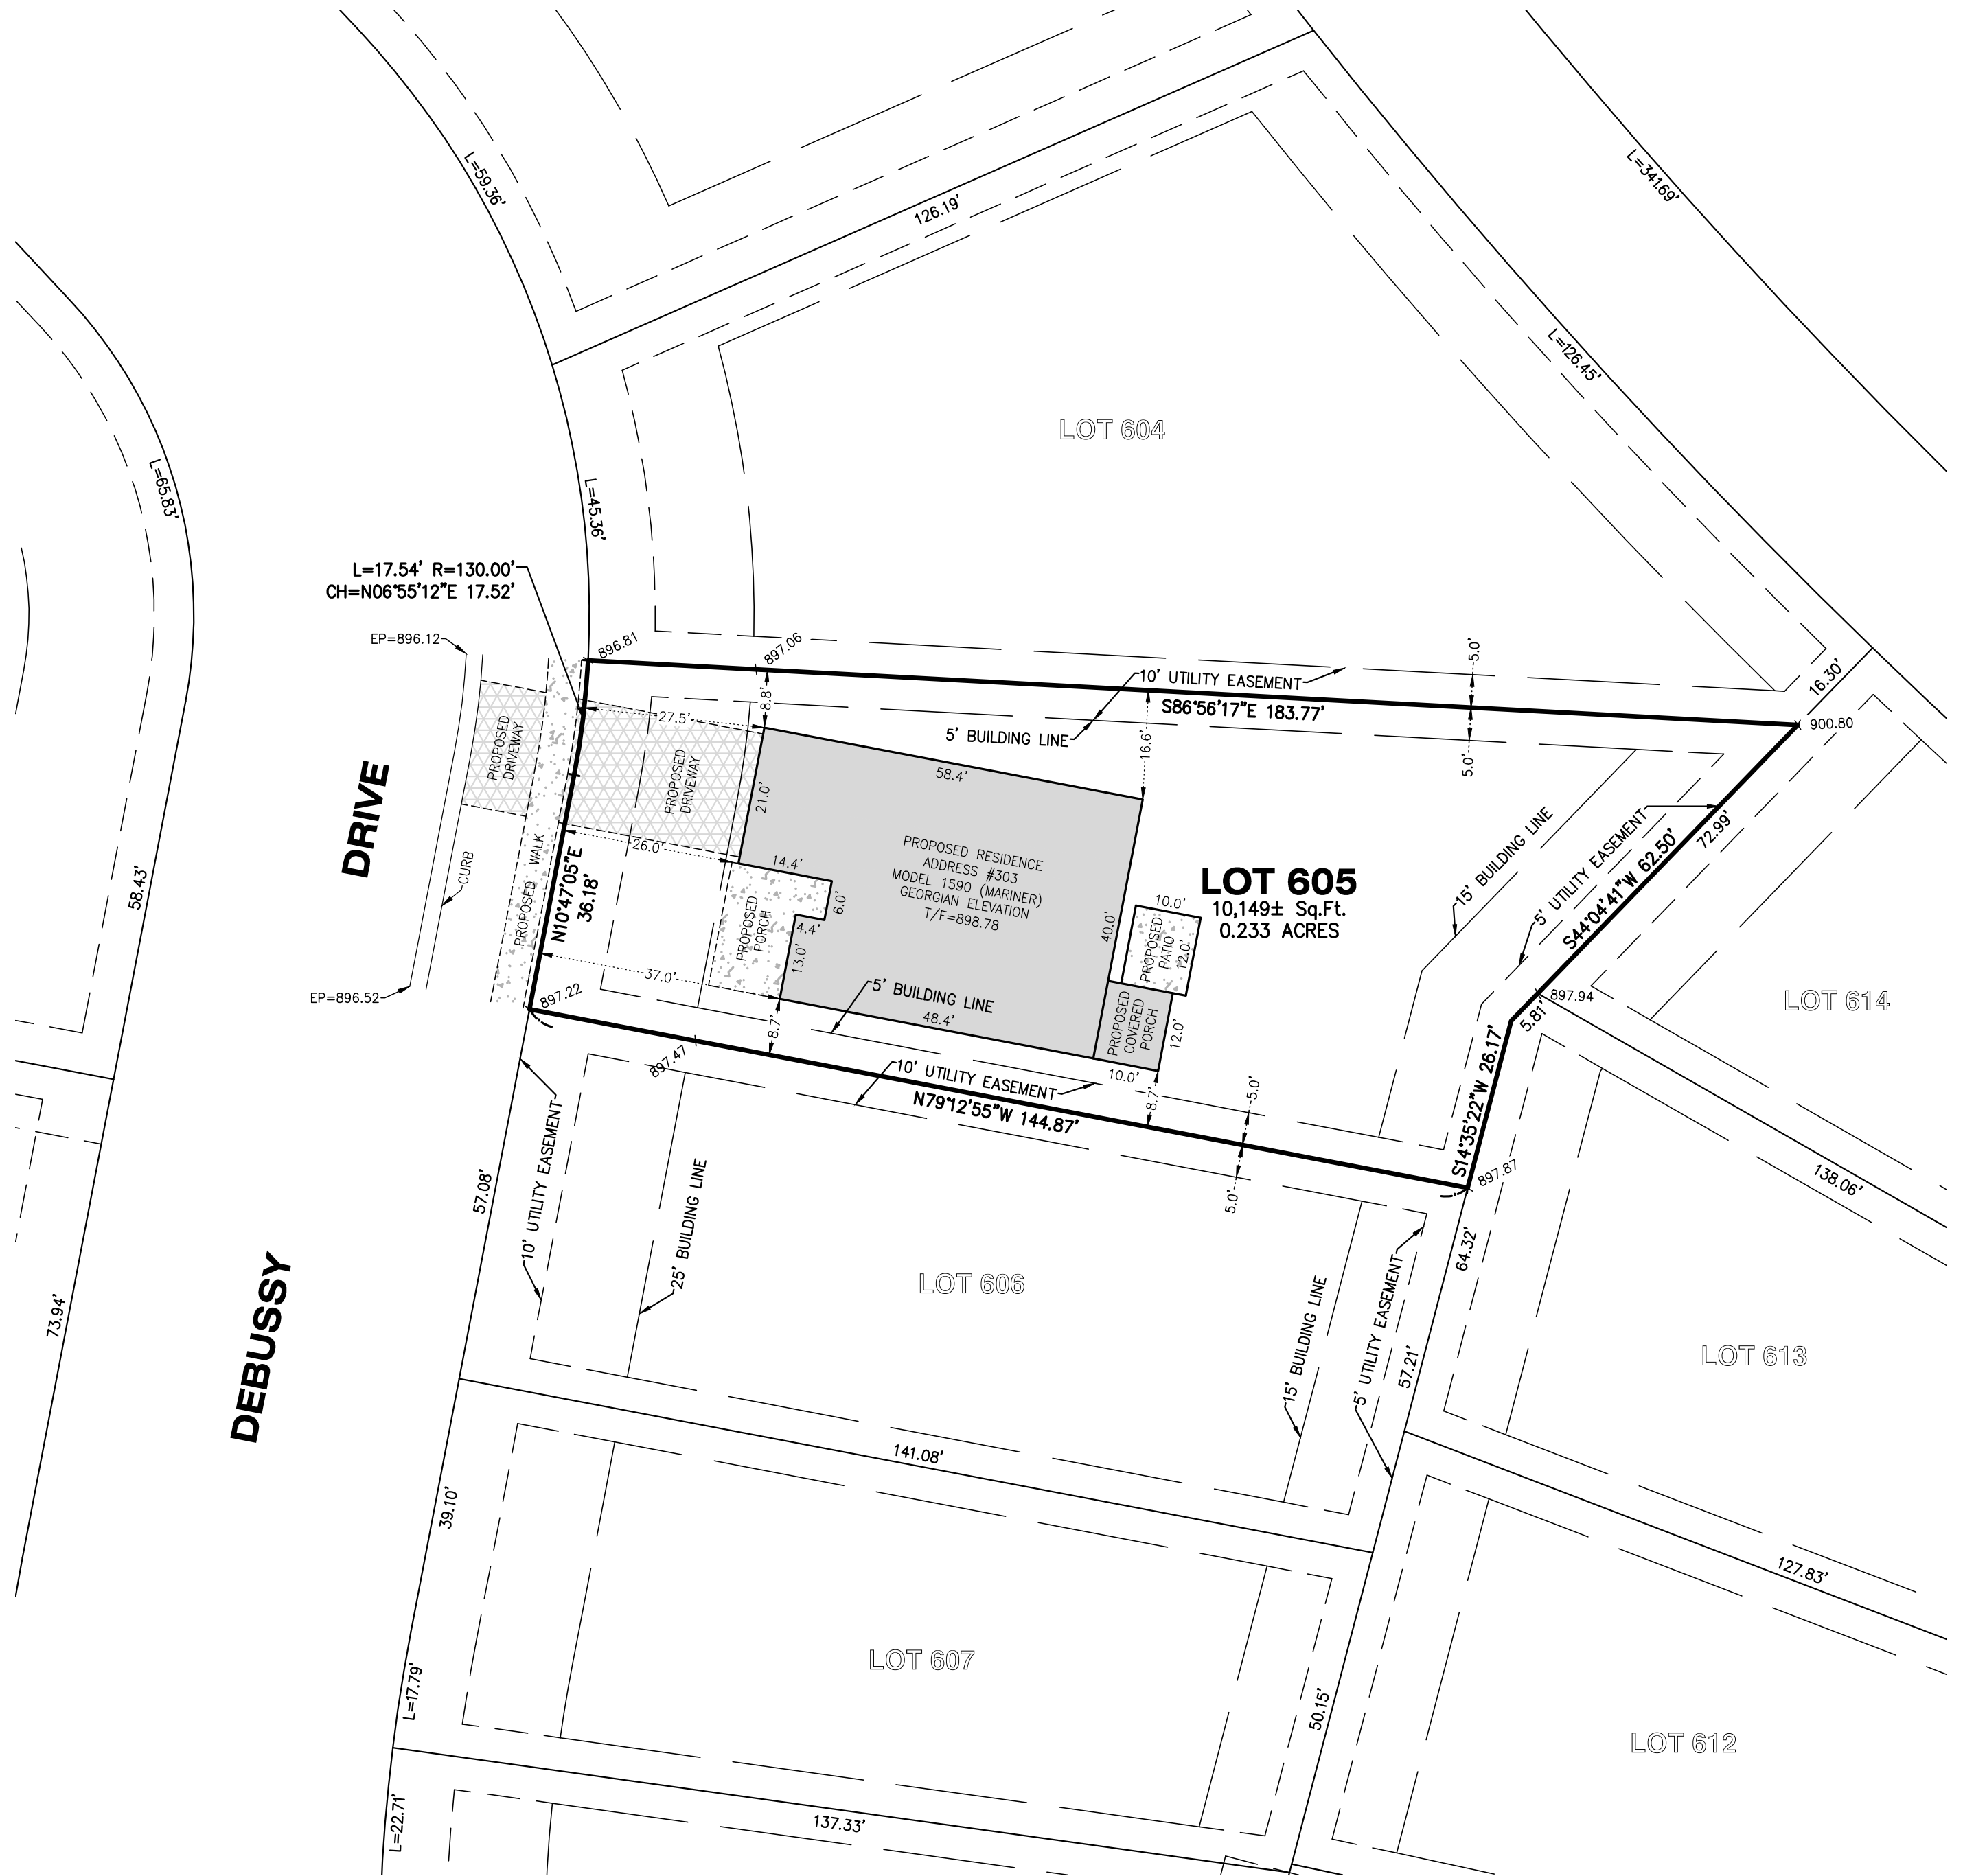 L=59.36'
L=341.69'
126.19'
L=126.45'
LOT 604
L=65.83'
L=45.36'
L=17.54' R=130.00'
CH=N06°55'12"E 17.52'
EP=896.12
896.81
897.06
5.0'
10' UTILITY EASEMENT
16.30'
S86°56'17"E 183.77'
900.80
8.8'
27.5'
5' BUILDING LINE
16.6'
5.0'
PROPOSED
DRIVEWAY
PROPOSED
DRIVEWAY
58.4'
21.0'
DRIVE
15' BUILDING LINE
5' UTILITY EASEMENT
72.99'
S44°04'41"W 62.50'
26.0'
14.4'
PROPOSED RESIDENCE
ADDRESS #303
MODEL 1590 (MARINER)
GEORGIAN ELEVATION
T/F=898.78
LOT 605
10,149± Sq.Ft.
0.233 ACRES
CURB
PROPOSED WALK
N10°47'05"E
36.18'
58.43'
6.0'
4.4'
PROPOSED
PORCH
13.0'
40.0'
10.0'
PROPOSED
PATIO
12.0'
37.0'
EP=896.52
897.22
5' BUILDING LINE
48.4'
8.7'
PROPOSED
COVERED
PORCH
12.0'
10.0'
8.7'
897.94
5.81'
LOT 614
897.47
10' UTILITY EASEMENT
N79°12'55"W 144.87'
5.0'
5.0'
S14°35'22"W 26.17'
897.87
138.06'
57.08'
10' UTILITY EASEMENT
25' BUILDING LINE
LOT 606
64.32'
15' BUILDING LINE
5' UTILITY EASEMENT
57.21'
LOT 613
73.94'
DEBUSSY
141.08'
39.10'
127.83'
LOT 607
L=17.79'
50.15'
LOT 612
137.33'
L=22.71'